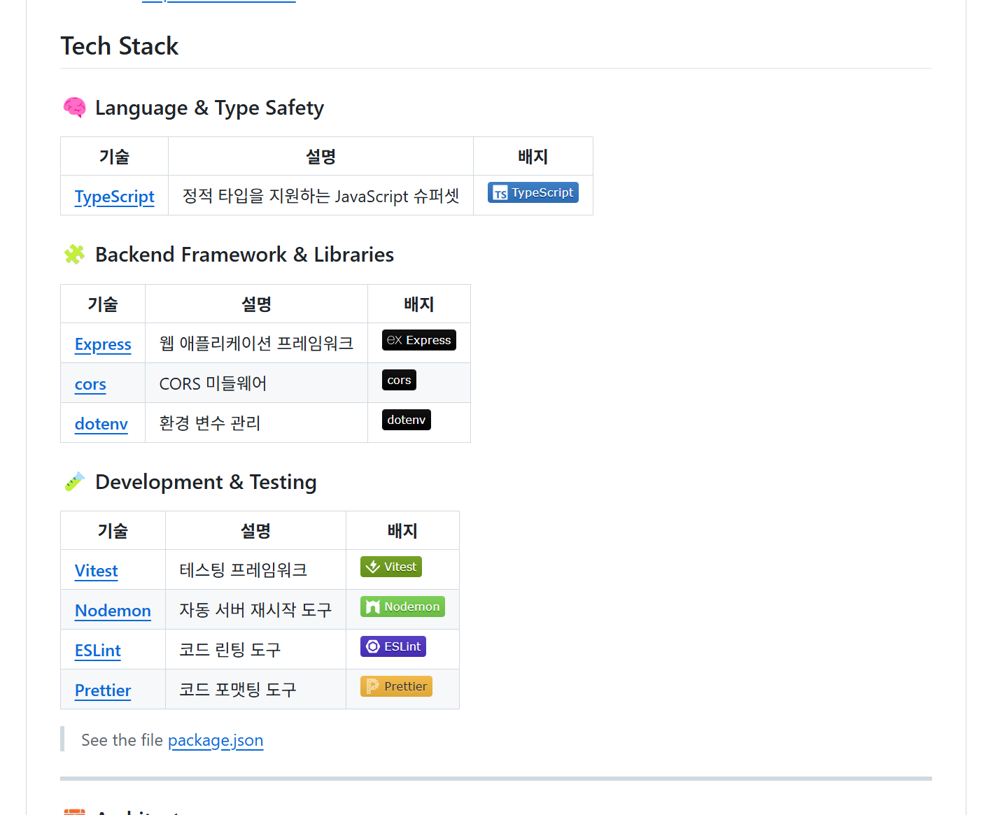 Tech Stack
Language & Type Safety
기술 설명 배지
TypeScript 정적 타입을 지원하는 JavaScript 슈퍼셋 TS TypeScript
Backend Framework & Libraries
기술 설명 배지
Express 웹 애플리케이션 프레임워크 ex Express
cors CORS 미들웨어 cors
dotenv 환경 변수 관리 dotenv
Development & Testing
기술 설명 배지
Vitest 테스팅 프레임워크 Vitest
Nodemon 자동 서버 재시작 도구 Nodemon
ESLint 코드 린팅 도구 ESLint
Prettier 코드 포맷팅 도구 Prettier
See the file package.json